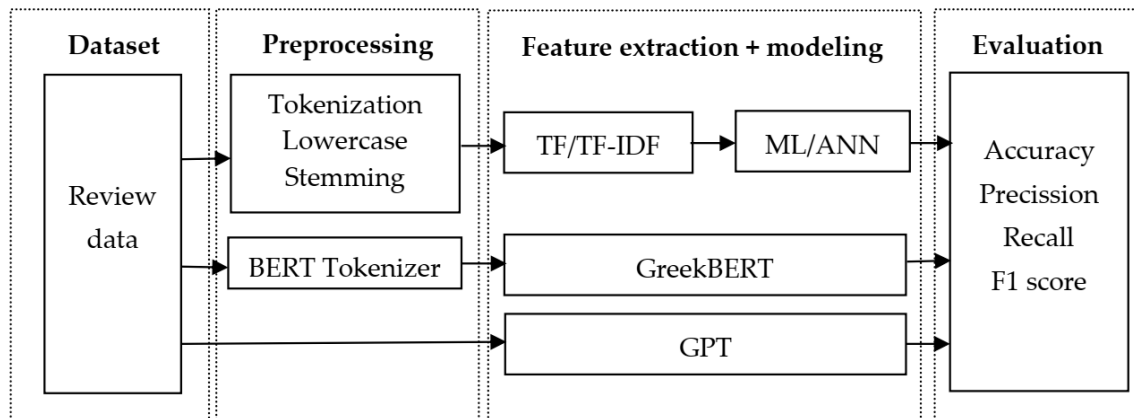 Dataset
Preprocessing
Feature extraction + modeling
Evaluation
Review
data
Tokenization
Lowercase
Stemming
BERT Tokenizer
TF/TF-IDF
ML/ANN
GreekBERT
GPT
Accuracy
Precission
Recall
F1 score